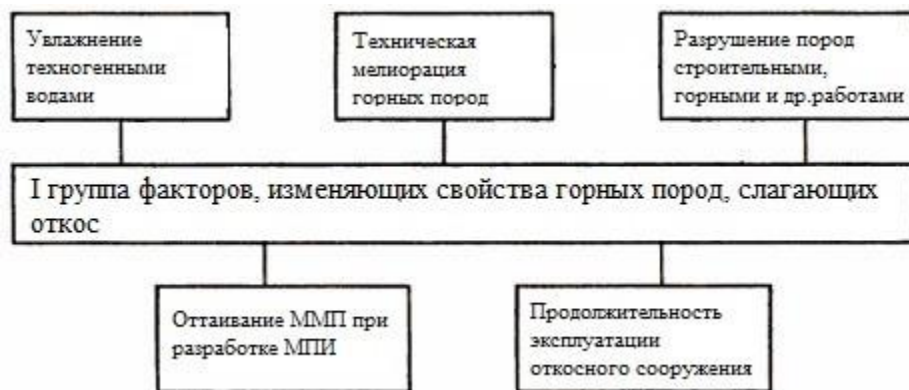 Увлажнение
техногенными
водами
Техническая
мелиорация
горных пород
Разрушение пород
строительными,
горными и др.работами
I группа факторов, изменяющих свойства горных пород, слагающих
откос
Оттаивание ММП при
разработке МПИ
Продолжительность
эксплуатации
откосного сооружения